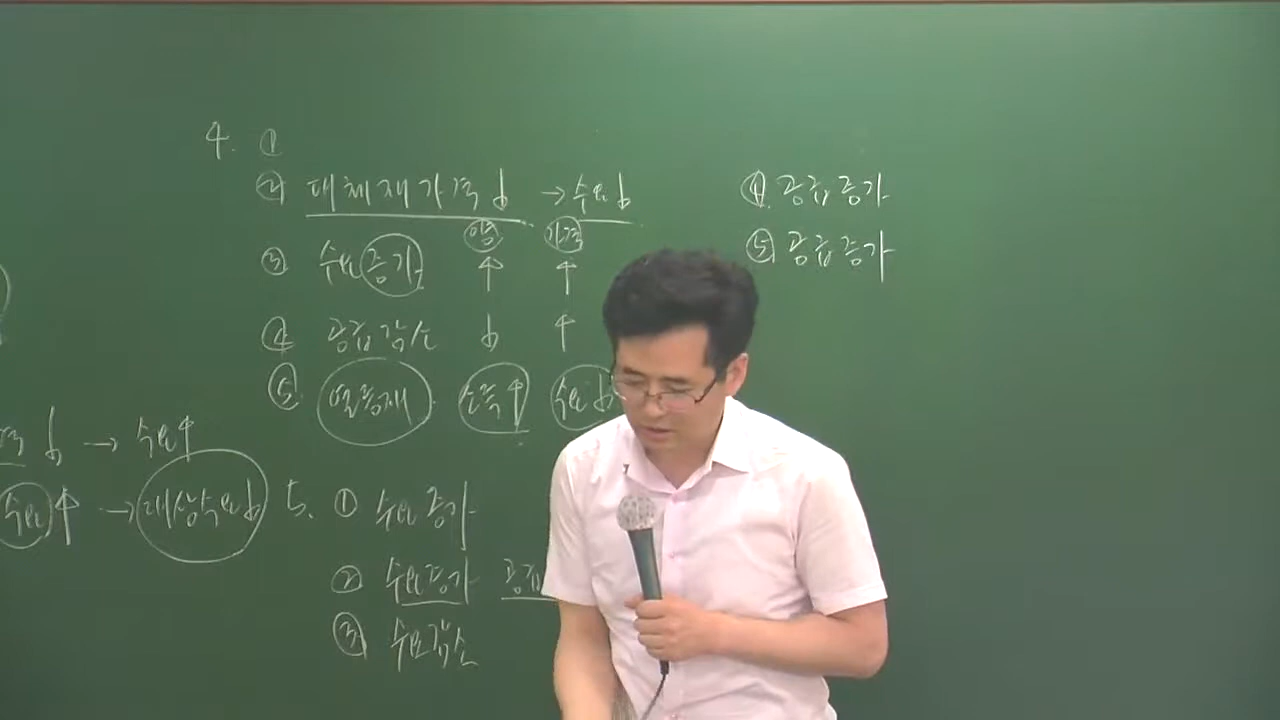 4. ①
② 대체재 가격 ↓ → 수요↓
양 가격
③ 수요 증가 ↑ ↑
④ 공급 감소 ↓ ↑
⑤ 열등재 소득↑ 수요↓
격 ↓ → 수요↑
수요 ↑ → 대상수요↓
5. ① 수요 증가
② 수요증가 공급
③ 수요감소
④ 공급증가
⑤ 공급증가